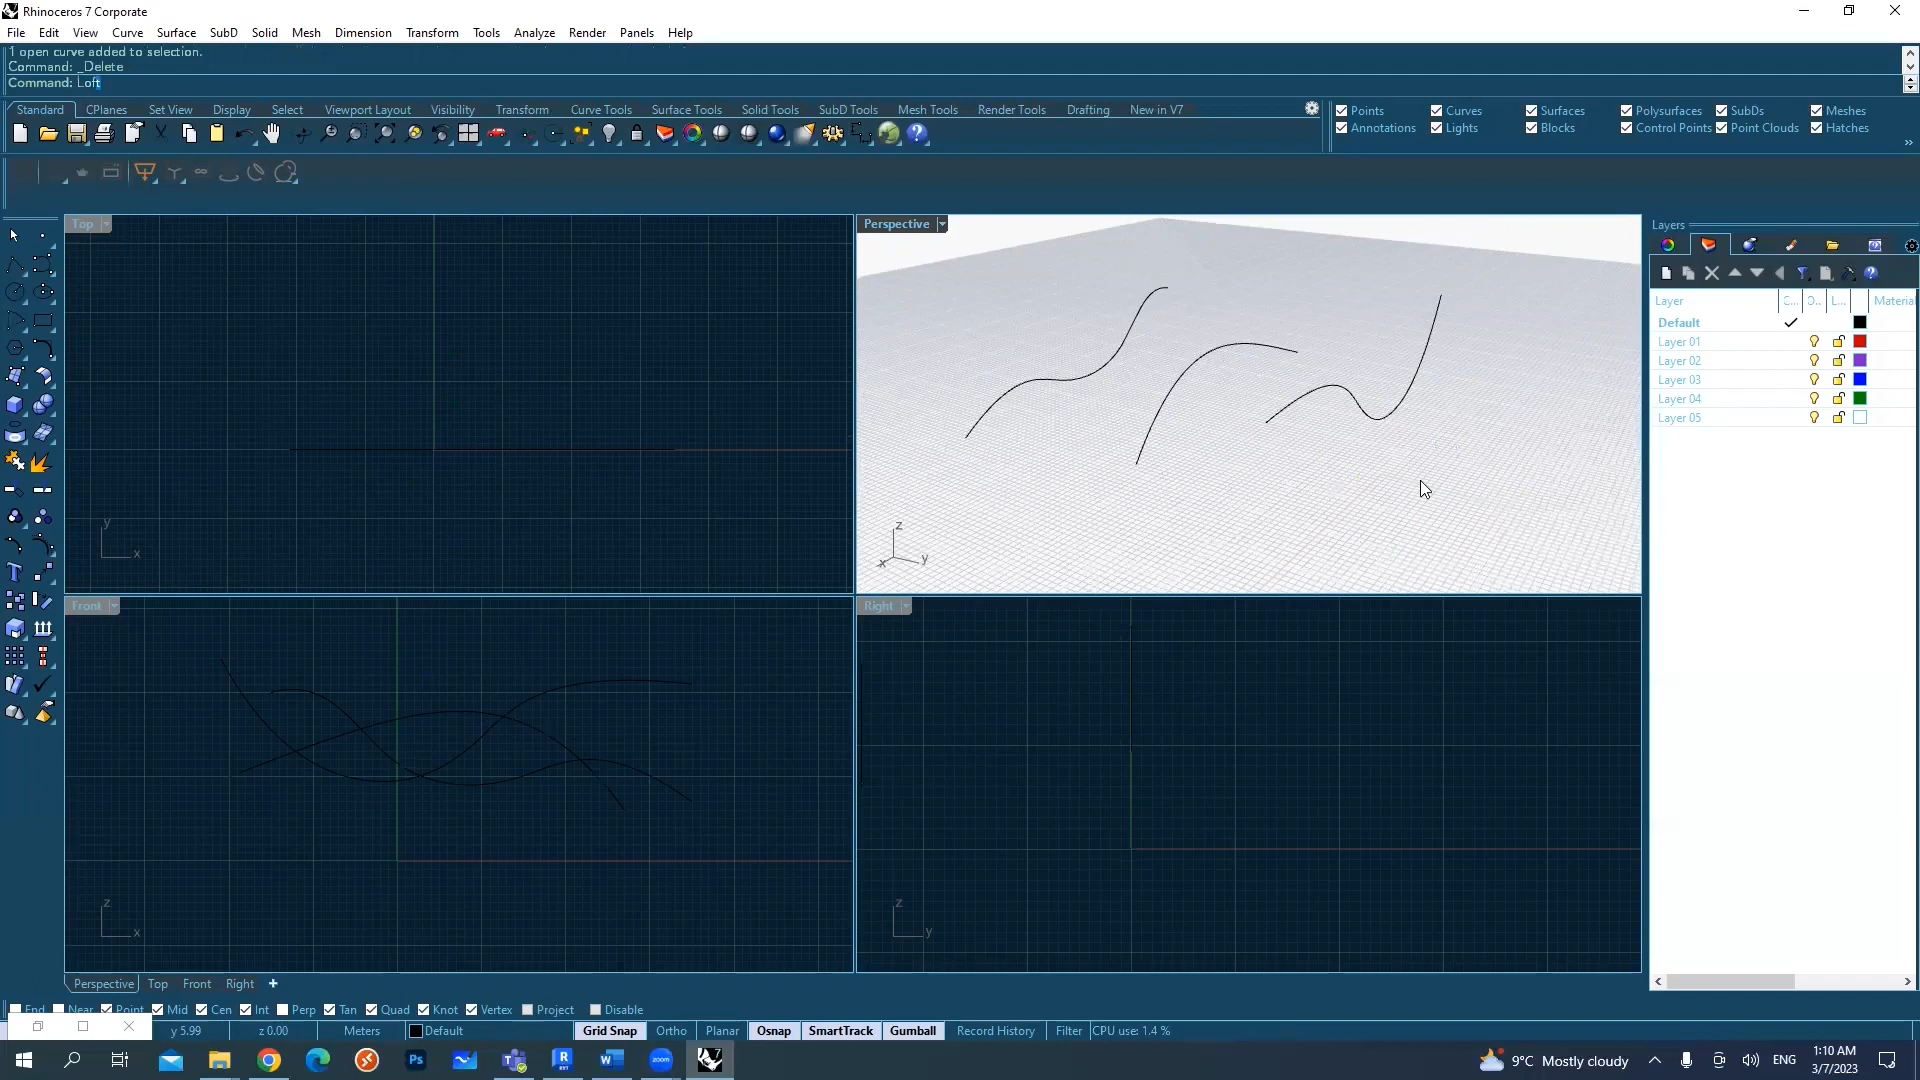 Rhinoceros 7 Corporate
File Edit View Curve Surface SubD Solid Mesh Dimension Transform Tools Analyze Render Panels Help
1 open curve added to selection.
Command: _Delete
Command: Loft
Standard CPlanes Set View Display Select Viewport Layout Visibility Transform Curve Tools Surface Tools Solid Tools SubD Tools Mesh Tools Render Tools Drafting New in V7
Points Curves Surfaces Polysurfaces SubDs Meshes
Annotations Lights Blocks Control Points Point Clouds Hatches
Top
Perspective
Layers
Layer C... O.. L... Material
Default
Layer 01
Layer 02
Layer 03
Layer 04
Layer 05
y
x
z
y
x
Front
Right
z
x
z
y
Perspective Top Front Right
End Near Point Mid Cen Int Perp Tan Quad Knot Vertex Project Disable
y 5.99 z 0.00 Meters Default Grid Snap Ortho Planar Osnap SmartTrack Gumball Record History Filter CPU use: 1.4 %
9°C Mostly cloudy ENG 1:10 AM
3/7/2023